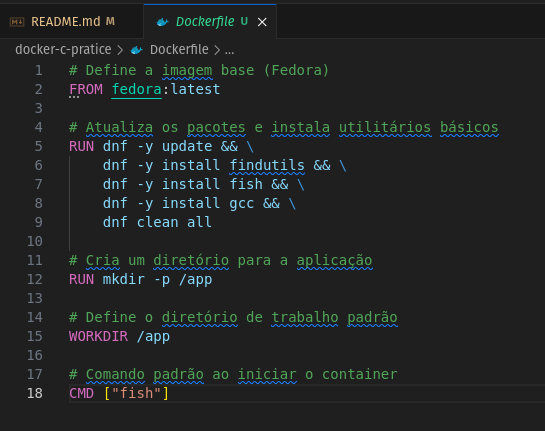 README.md M
Dockerfile U
docker-c-pratice > Dockerfile > ...
1 # Define a imagem base (Fedora)
2 FROM fedora:latest
3
4 # Atualiza os pacotes e instala utilitários básicos
5 RUN dnf -y update && \
6 dnf -y install findutils && \
7 dnf -y install fish && \
8 dnf -y install gcc && \
9 dnf clean all
10
11 # Cria um diretório para a aplicação
12 RUN mkdir -p /app
13
14 # Define o diretório de trabalho padrão
15 WORKDIR /app
16
17 # Comando padrão ao iniciar o container
18 CMD ["fish"]